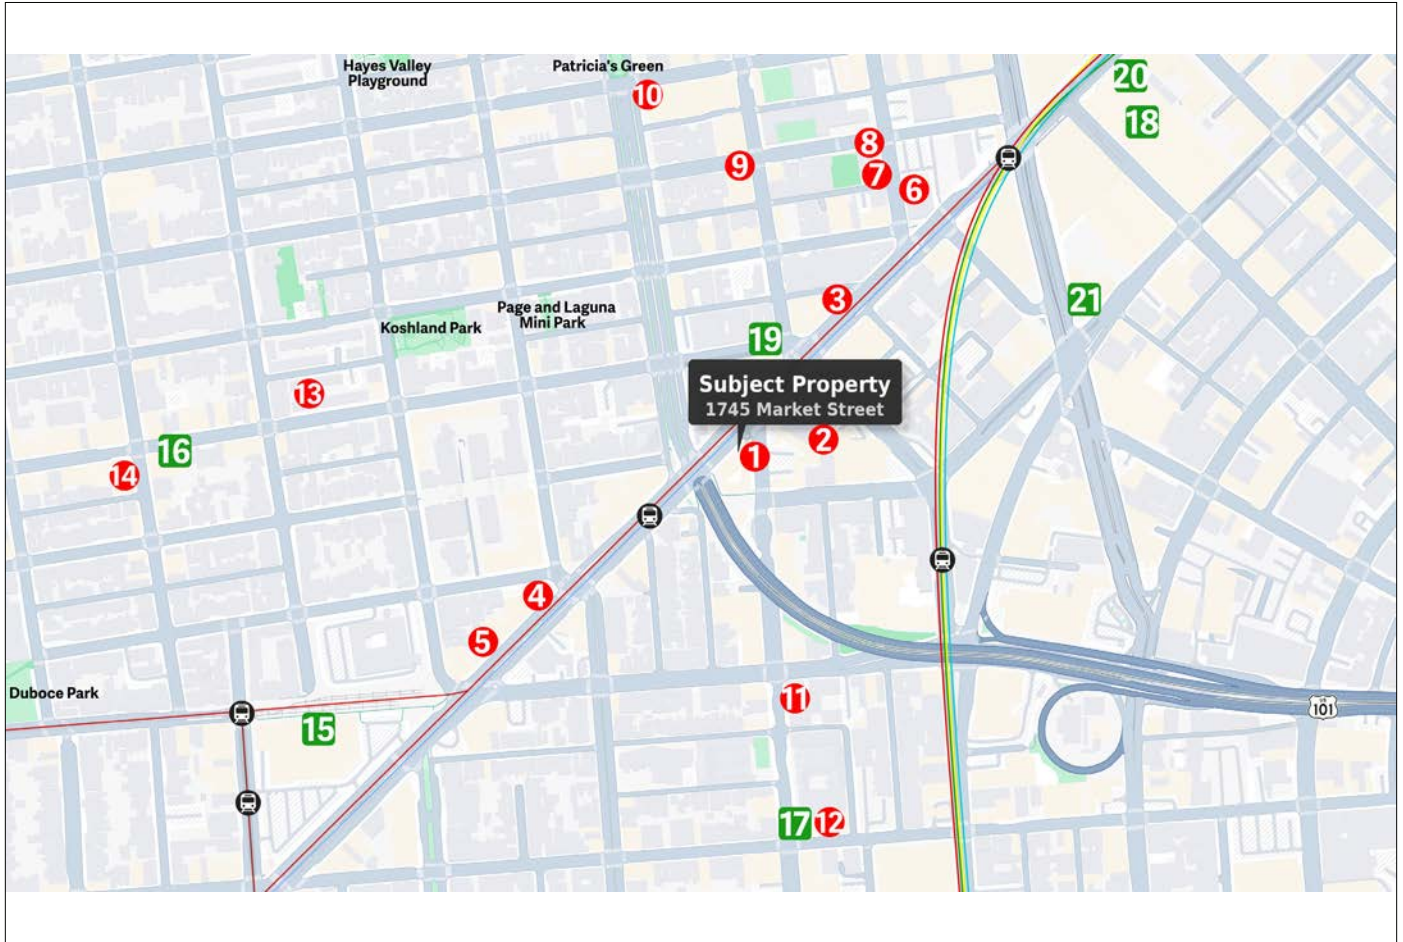 Hayes Valley
Playground
Patricia's Green
10
20
18
8
9
7
6
21
3
Page and Laguna
Mini Park
Koshland Park
19
Subject Property
1745 Market Street
13
2
16
1
14
4
5
Duboce Park
11
US
101
15
17
12